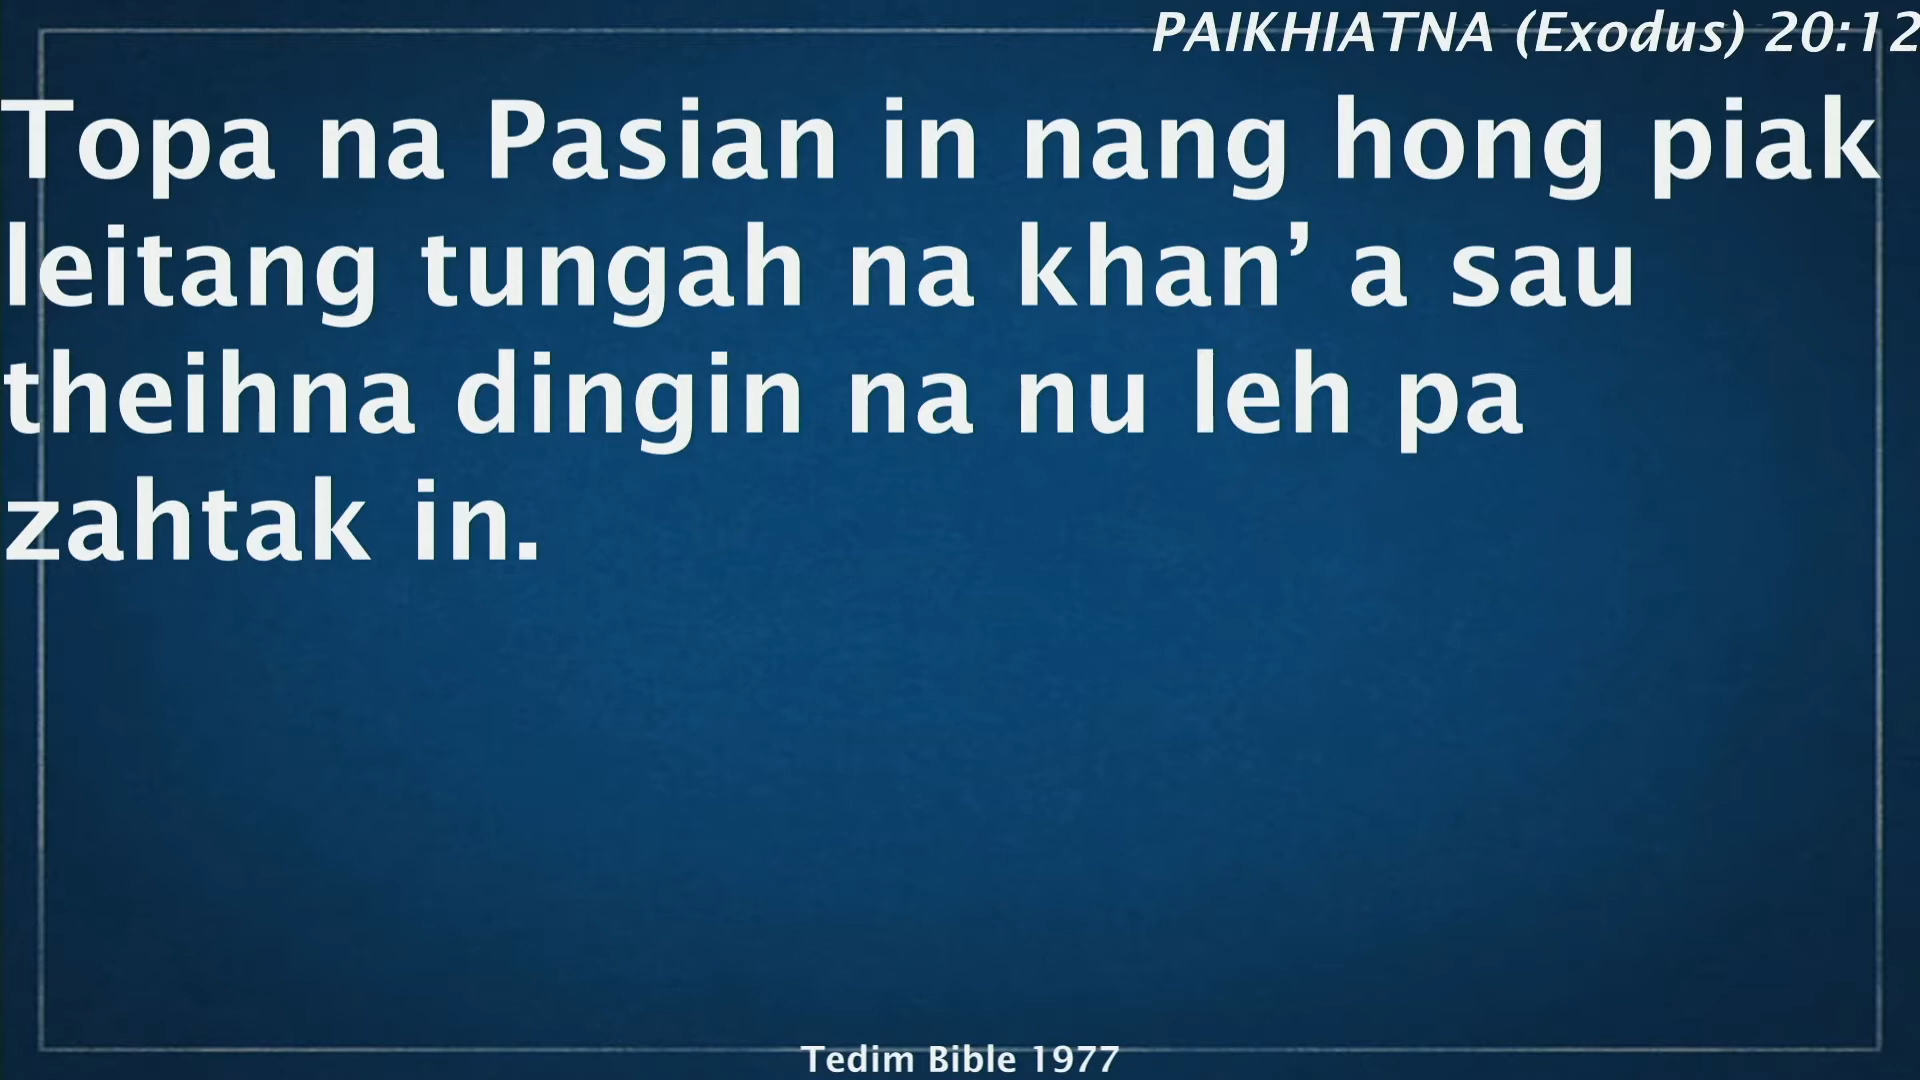 PAIKHIATNA (Exodus) 20:12
Topa na Pasian in nang hong piak
leitang tungah na khan’ a sau
theihna dingin na nu leh pa
zahtak in.
Tedim Bible 1977